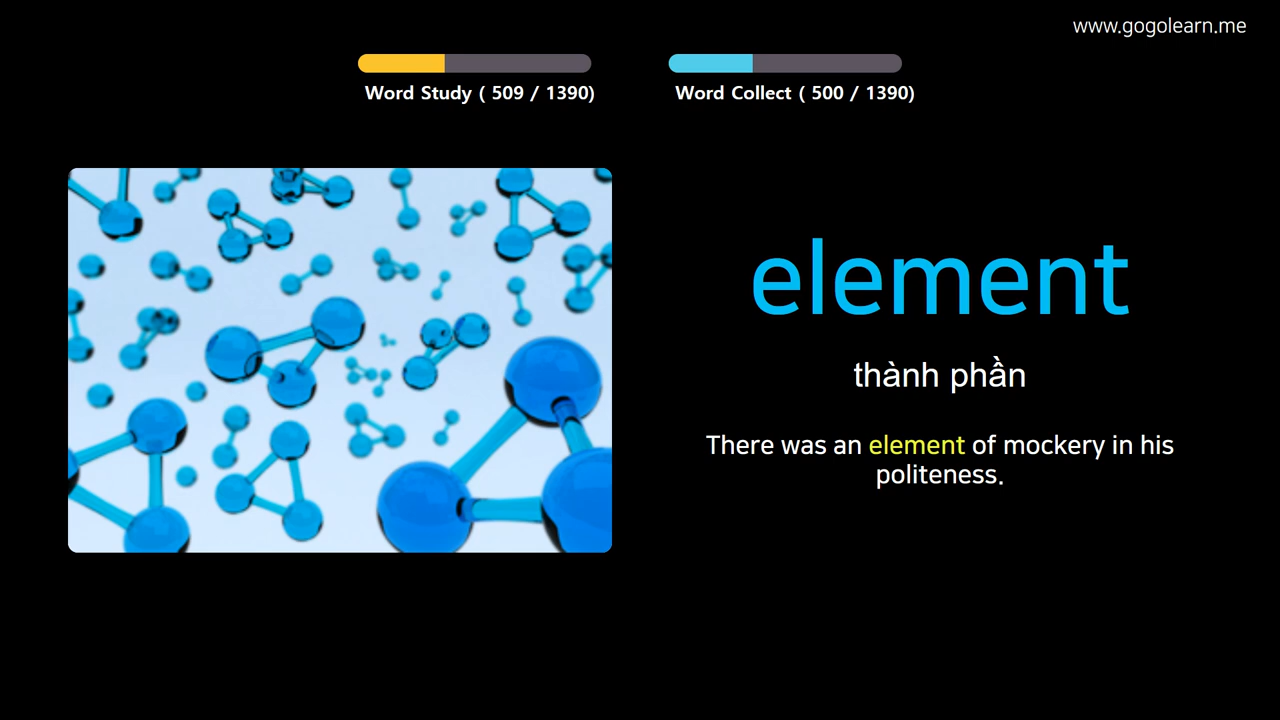 www.gogolearn.me
Word Study ( 509 / 1390)
Word Collect ( 500 / 1390)
element
thành phần
There was an element of mockery in his
politeness.